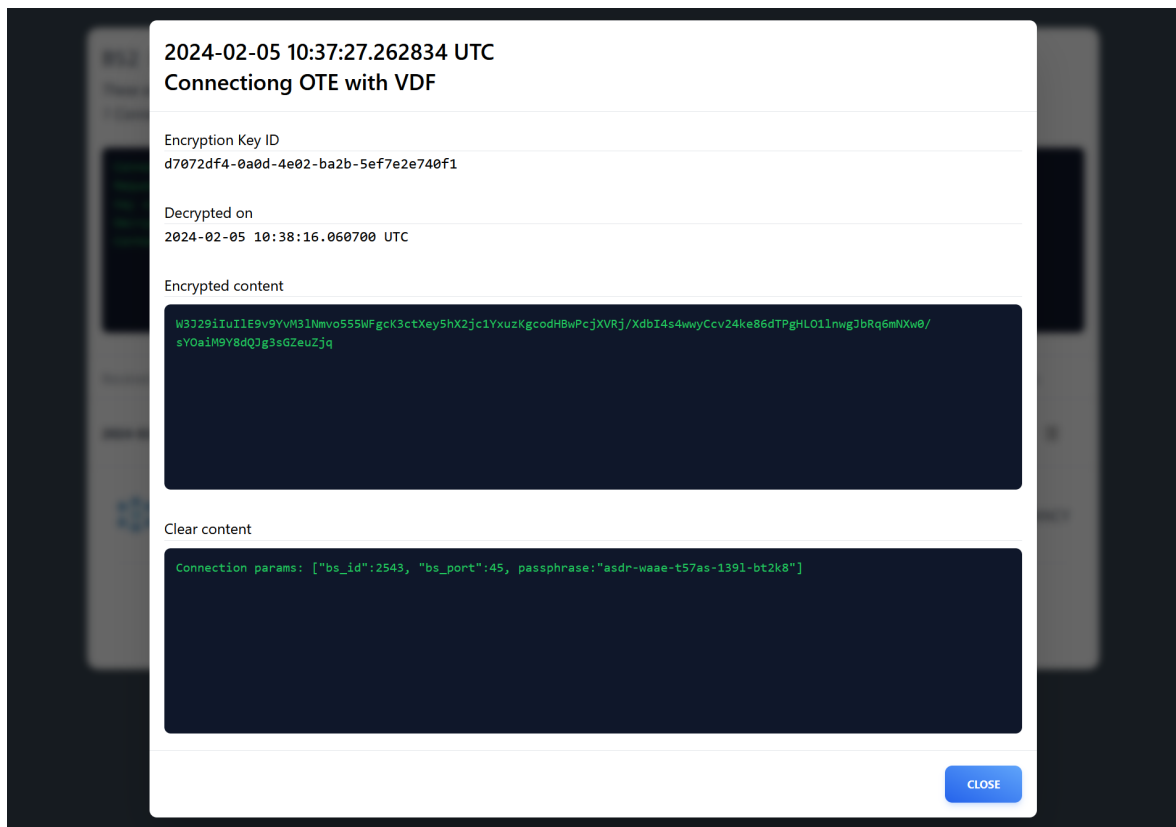 2024-02-05 10:37:27.262834 UTC
Connectiong OTE with VDF
Encryption Key ID
d7072df4-0a0d-4e02-ba2b-5ef7e2e740f1
Decrypted on
2024-02-05 10:38:16.060700 UTC
Encrypted content
W3J29iIuIlE9v9YvM3lNmvo555WFgcK3ctXey5hX2jc1YxuzKgcodHBwPcjXVRj/XdbI4s4wwyCcv24ke86dTPgHLO1lnwgJbRq6mNXw0/
sYOaiM9Y8dQJg3sGZeuZjq
Clear content
Connection params: ["bs_id":2543, "bs_port":45, passphrase:"asdr-waae-t57as-139l-bt2k8"]
CLOSE